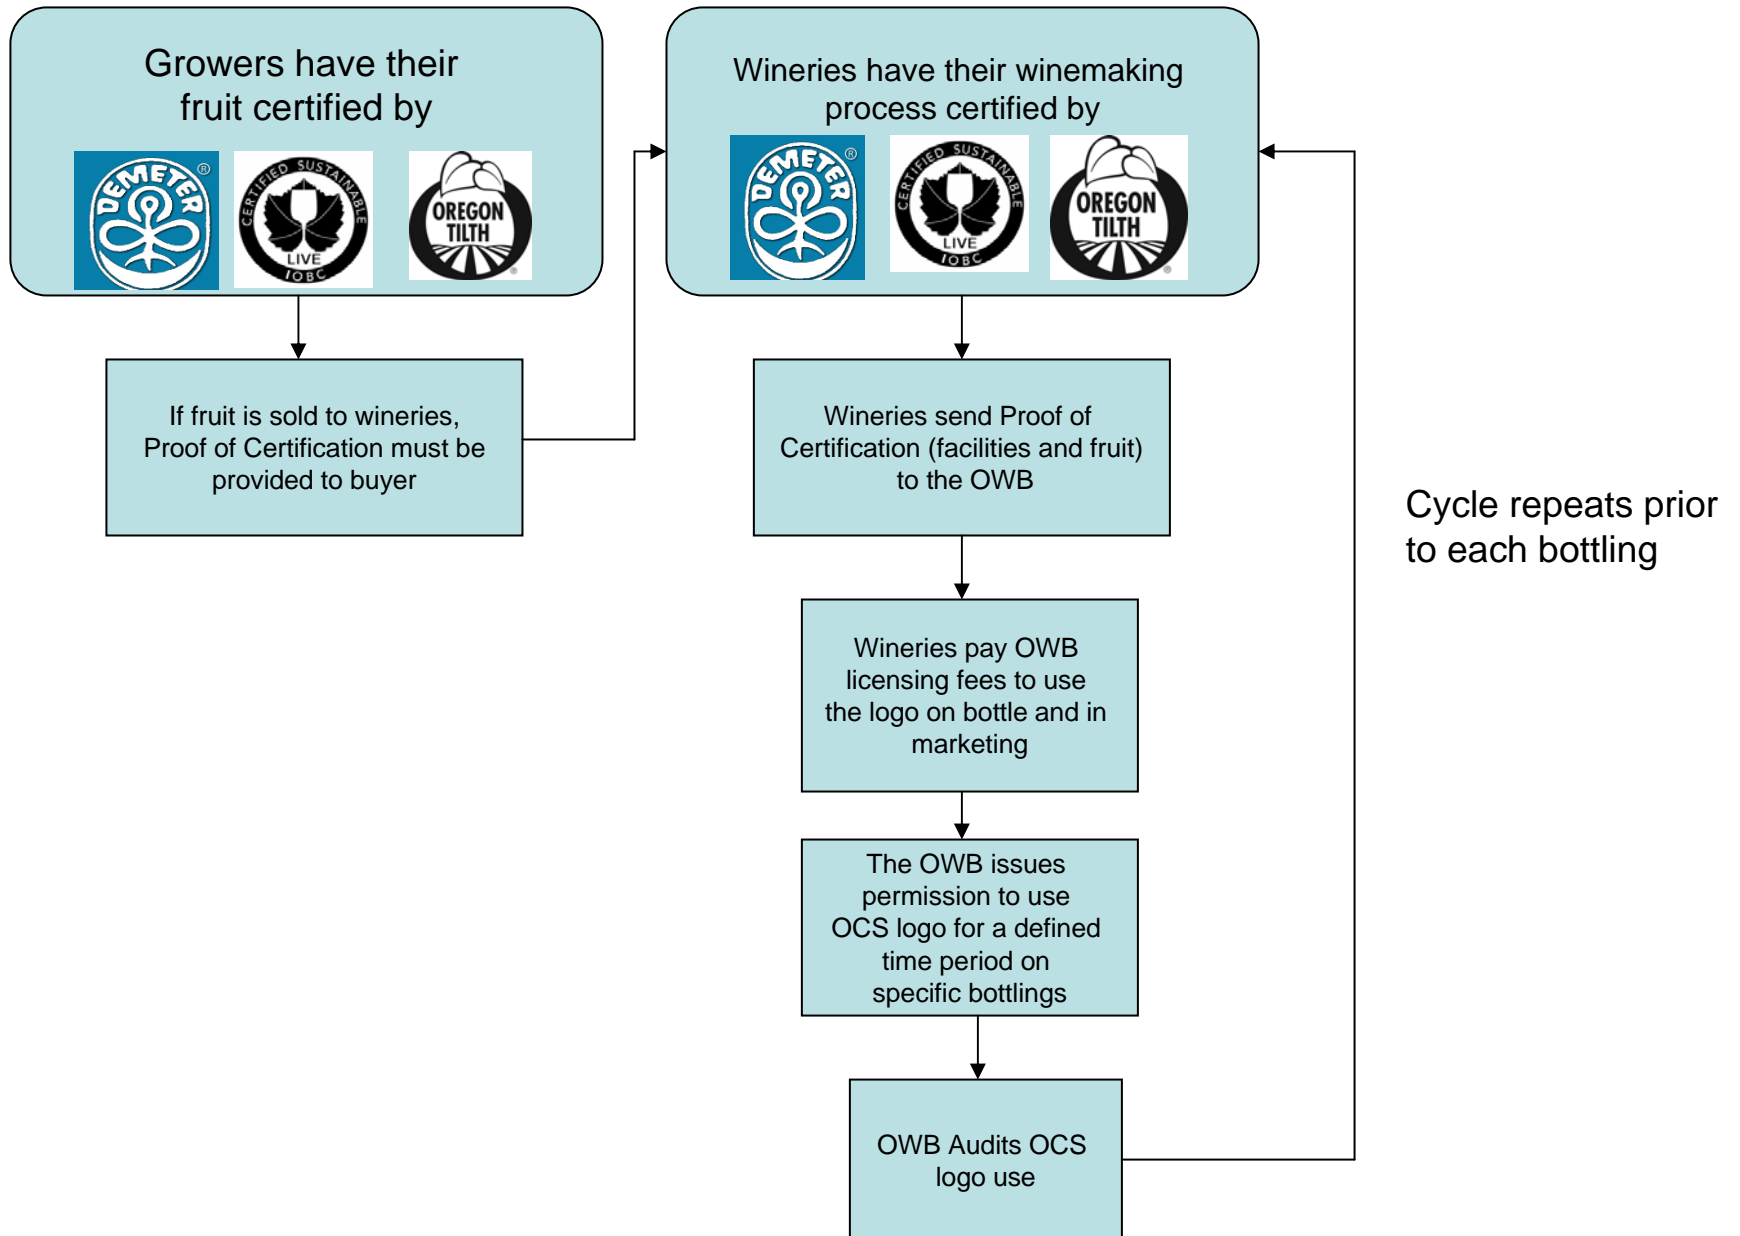 Growers have their
fruit certified by
DEMETER ®
CERTIFIED SUSTAINABLE
LIVE
IOBC
OREGON
TILTH
®
If fruit is sold to wineries,
Proof of Certification must be
provided to buyer
Wineries have their winemaking
process certified by
DEMETER ®
CERTIFIED SUSTAINABLE
LIVE
IOBC
OREGON
TILTH
®
Wineries send Proof of
Certification (facilities and fruit)
to the OWB
Wineries pay OWB
licensing fees to use
the logo on bottle and in
marketing
The OWB issues
permission to use
OCS logo for a defined
time period on
specific bottlings
OWB Audits OCS
logo use
Cycle repeats prior
to each bottling